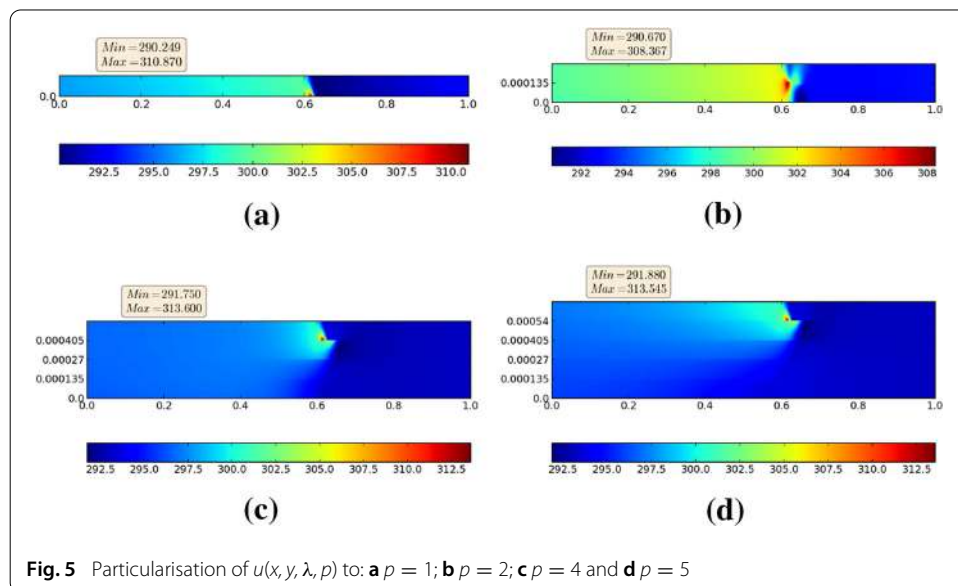 Min=290.249
Max=310.870
0.0
0.0 0.2 0.4 0.6 0.8 1.0
292.5 295.0 297.5 300.0 302.5 305.0 307.5 310.0
(a)
Min=290.670
Max=308.367
0.000135
0.0
0.0 0.2 0.4 0.6 0.8 1.0
292 294 296 298 300 302 304 306 308
(b)
Min=291.750
Max=313.600
0.000405
0.00027
0.000135
0.0
0.0 0.2 0.4 0.6 0.8 1.0
292.5 295.0 297.5 300.0 302.5 305.0 307.5 310.0 312.5
(c)
Min=291.880
Max=313.545
0.00054
0.000405
0.00027
0.000135
0.0
0.0 0.2 0.4 0.6 0.8 1.0
292.5 295.0 297.5 300.0 302.5 305.0 307.5 310.0 312.5
(d)
Fig. 5 Particularisation of u(x, y, λ, p) to: a p = 1; b p = 2; c p = 4 and d p = 5